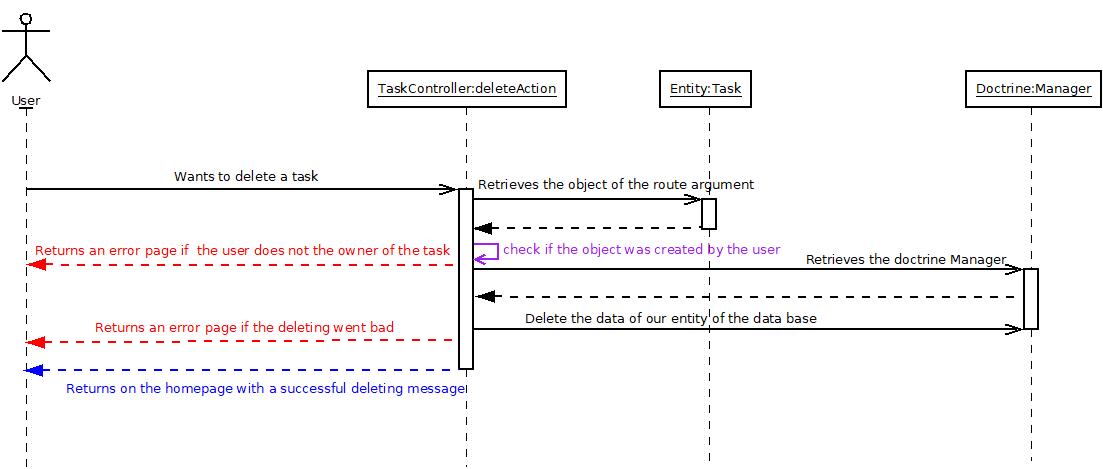 User
TaskController:deleteAction
Entity:Task
Doctrine:Manager
Wants to delete a task
Retrieves the object of the route argument
Returns an error page if the user does not the owner of the task
check if the object was created by the user
Retrieves the doctrine Manager
Delete the data of our entity of the data base
Returns an error page if the deleting went bad
Returns on the homepage with a successful deleting message